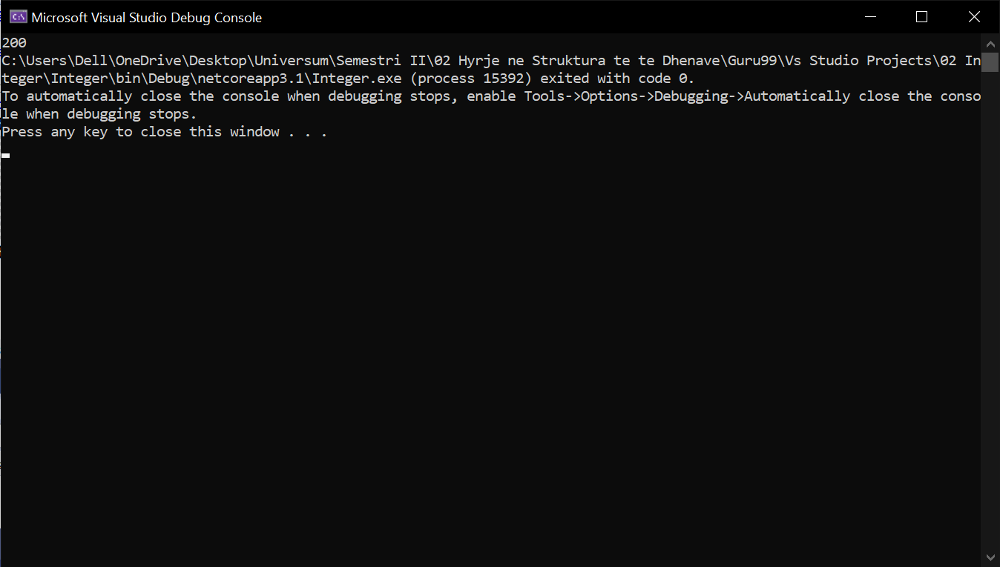 Microsoft Visual Studio Debug Console
200
C:\Users\Dell\OneDrive\Desktop\Universum\Semestri II\02 Hyrje ne Struktura te te Dhenave\Guru99\Vs Studio Projects\02 In
teger\Integer\bin\Debug\netcoreapp3.1\Integer.exe (process 15392) exited with code 0.
To automatically close the console when debugging stops, enable Tools->Options->Debugging->Automatically close the conso
le when debugging stops.
Press any key to close this window . . .